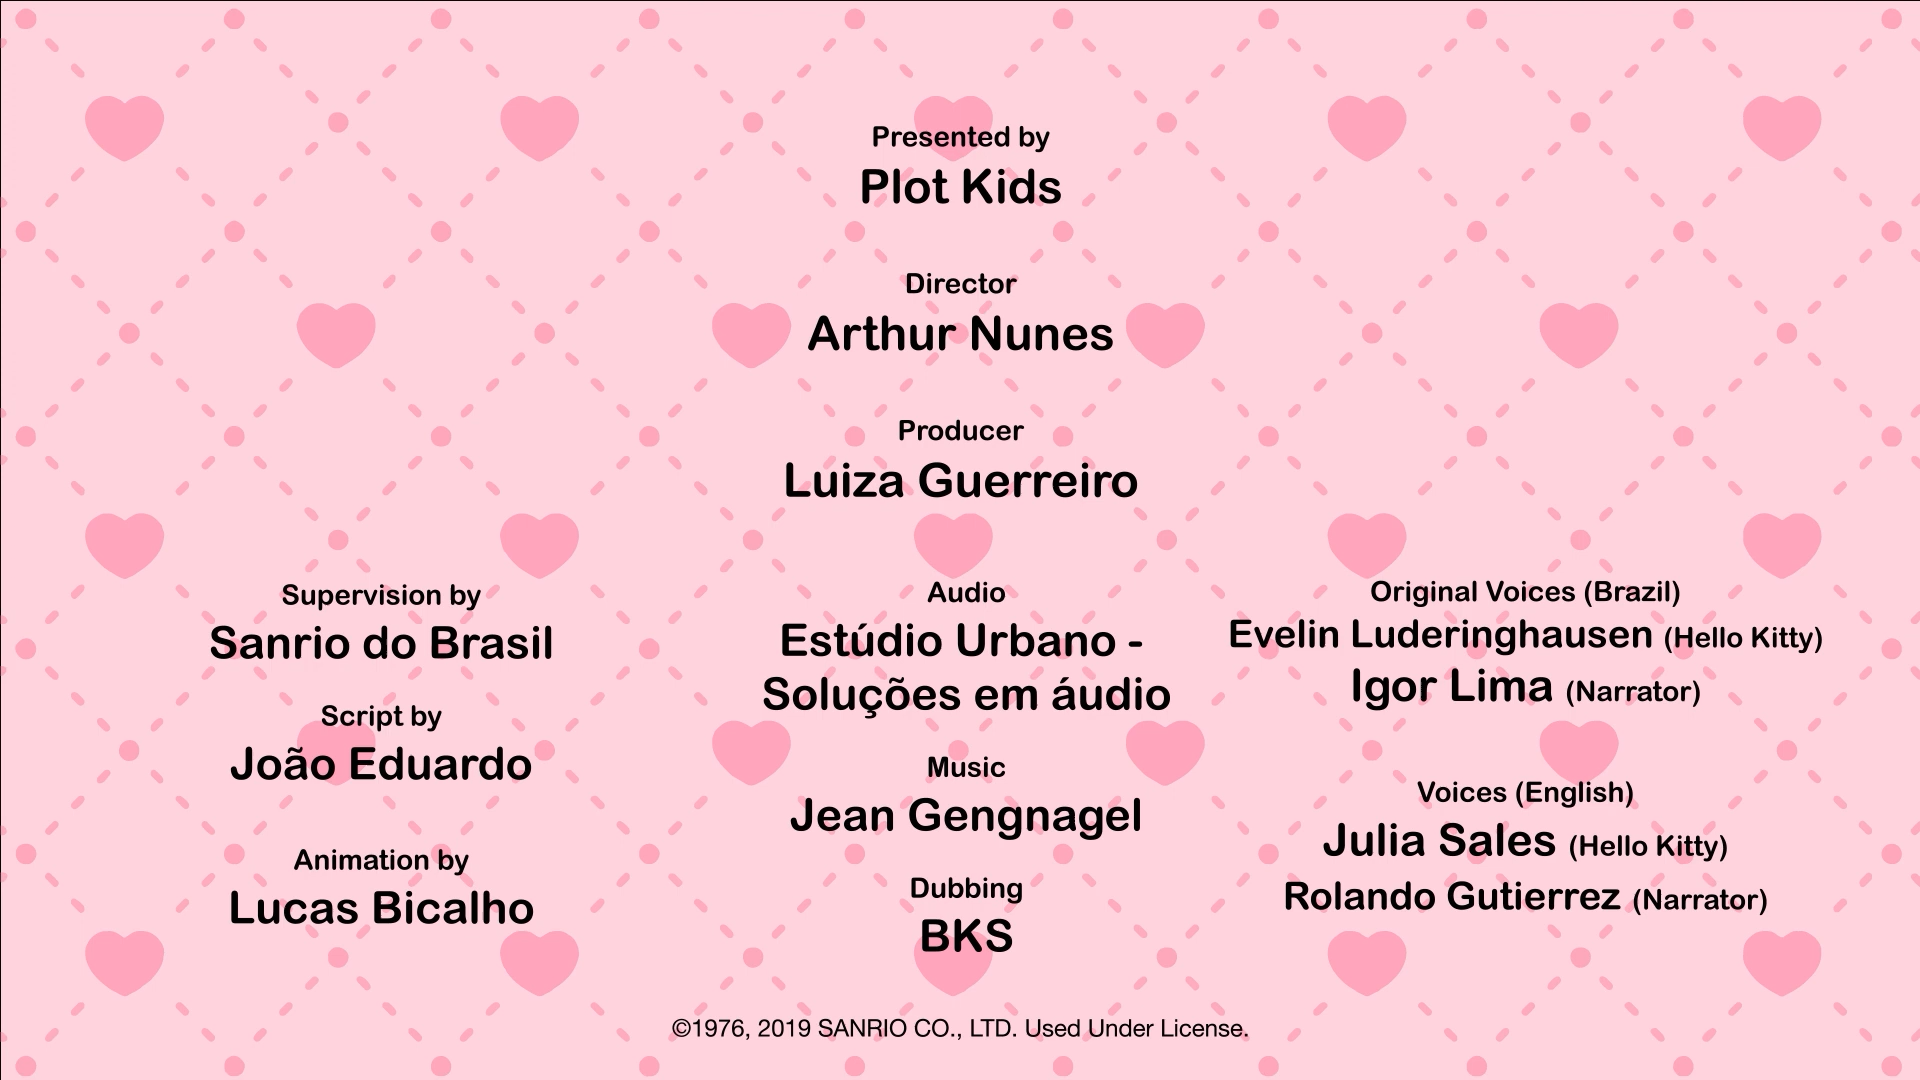 Presented by
Plot Kids
Director
Arthur Nunes
Producer
Luiza Guerreiro
Supervision by
Sanrio do Brasil
Script by
João Eduardo
Animation by
Lucas Bicalho
Audio
Estúdio Urbano -
Soluções em áudio
Music
Jean Gengnagel
Dubbing
BKS
Original Voices (Brazil)
Evelin Luderinghausen (Hello Kitty)
Igor Lima (Narrator)
Voices (English)
Julia Sales (Hello Kitty)
Rolando Gutierrez (Narrator)
©1976, 2019 SANRIO CO., LTD. Used Under License.